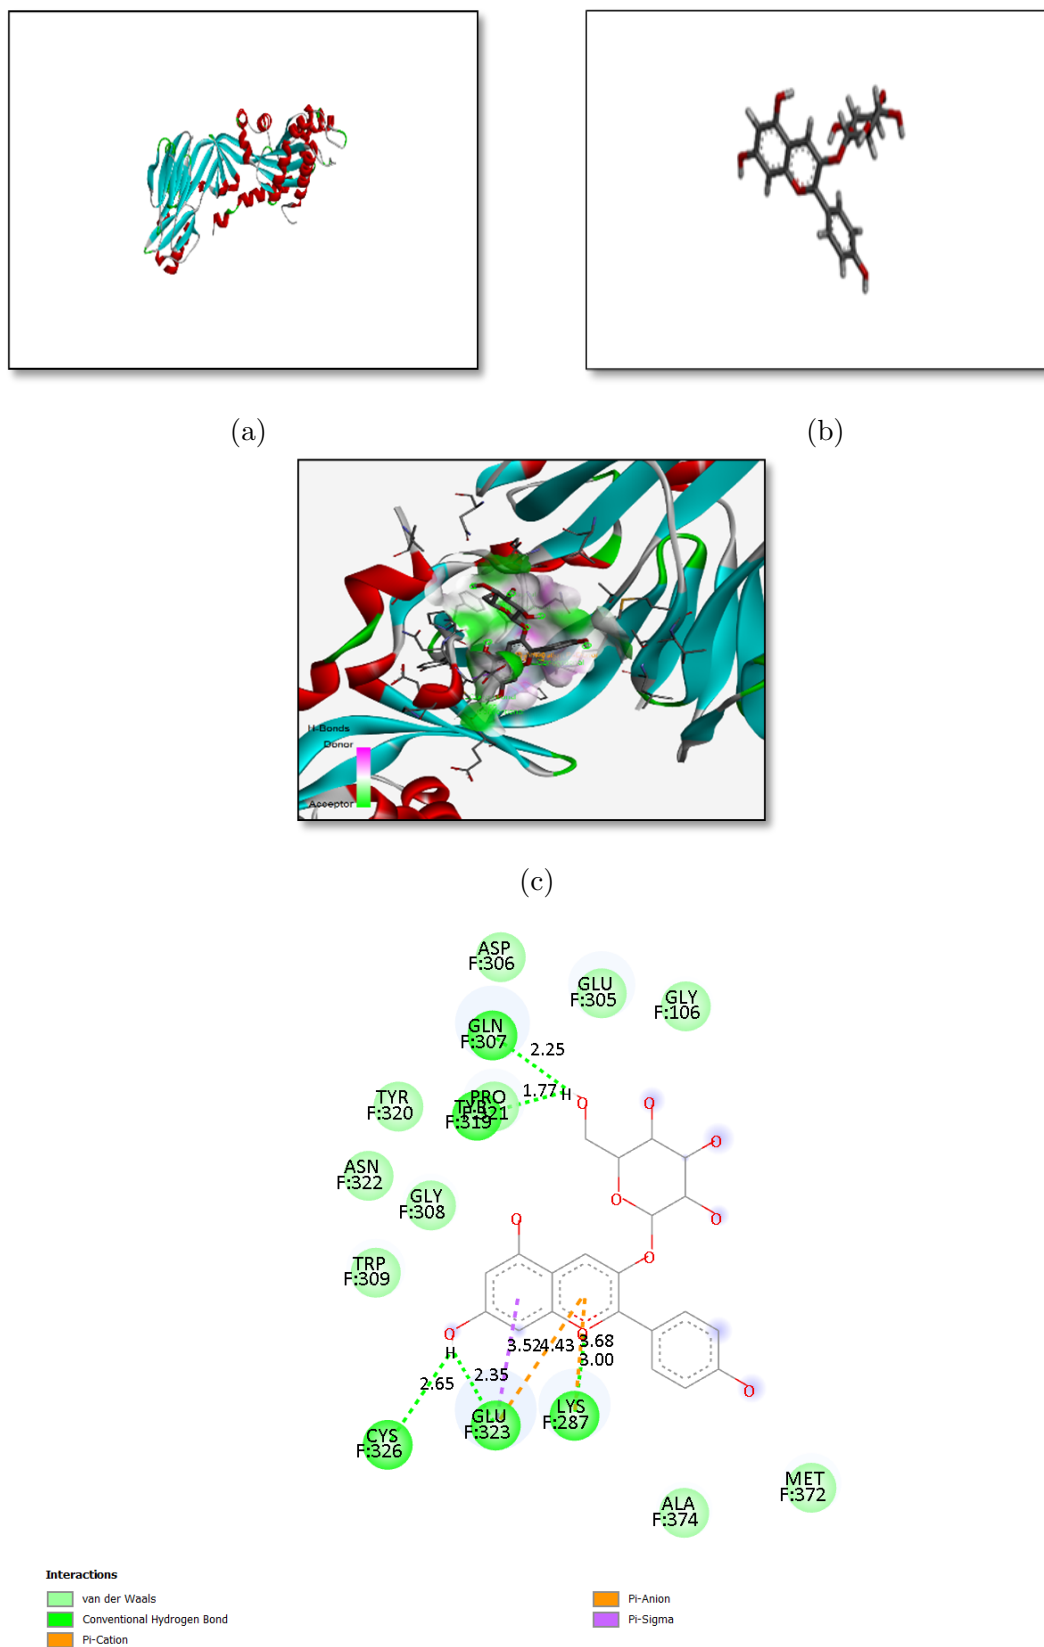 (a)
(b)
H-Bonds
Donor
Acceptor
(c)
ASP
F:306
GLU
F:305
GLY
F:106
GLN
F:307
2.25
TYR
F:320
PRO
F:321
1.77
H
O
O
TYR
F:319
O
ASN
F:322
GLY
F:308
O
O
O
O
TRP
F:309
O
O
O
H
3.52
4.43
3.68
3.00
2.65
2.35
O
CYS
F:326
GLU
F:323
LYS
F:287
MET
F:372
ALA
F:374
Interactions
van der Waals
Conventional Hydrogen Bond
Pi-Cation
Pi-Anion
Pi-Sigma